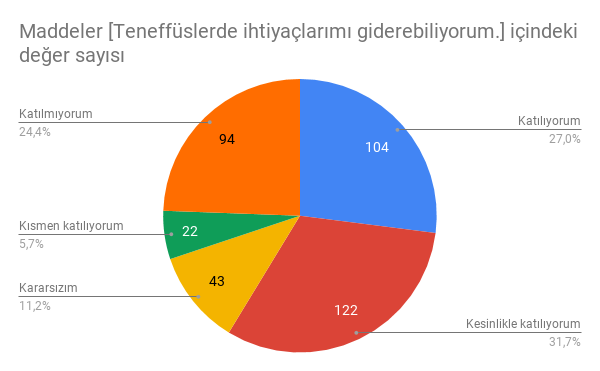 Maddeler [Teneffüslerde ihtiyaçlarımı giderebiliyorum.] içindeki
değer sayısı
Katılmıyorum
24,4%
94
104
Katılıyorum
27,0%
Kısmen katılıyorum
5,7%
22
Kararsızım
11,2%
43
122
Kesinlikle katılıyorum
31,7%